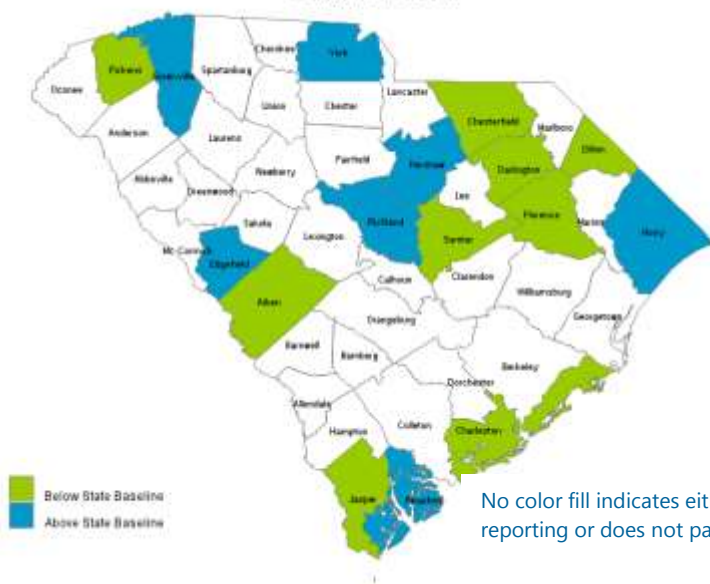 York
Cherokee
Pickens
Greenville
Spartanburg
Oconee
Lancaster
Union
Chester
Chesterfield
Marlboro
Anderson
Laurens
Dillon
Fairfield
Kershaw
Darlington
Newberry
Abbeville
Greenwood
Lee
Florence
Marion
Horry
Saluda
Richland
Lexington
Sumter
Mc Cormick
Edgefield
Calhoun
Clarendon
Aiken
Williamsburg
Orangeburg
Georgetown
Barnwell
Bamberg
Berkeley
Dorchester
Allendale
Colleton
Hampton
Charleston
Jasper
Beaufort
Below State Baseline
Above State Baseline
No color fill indicates eit
reporting or does not pa